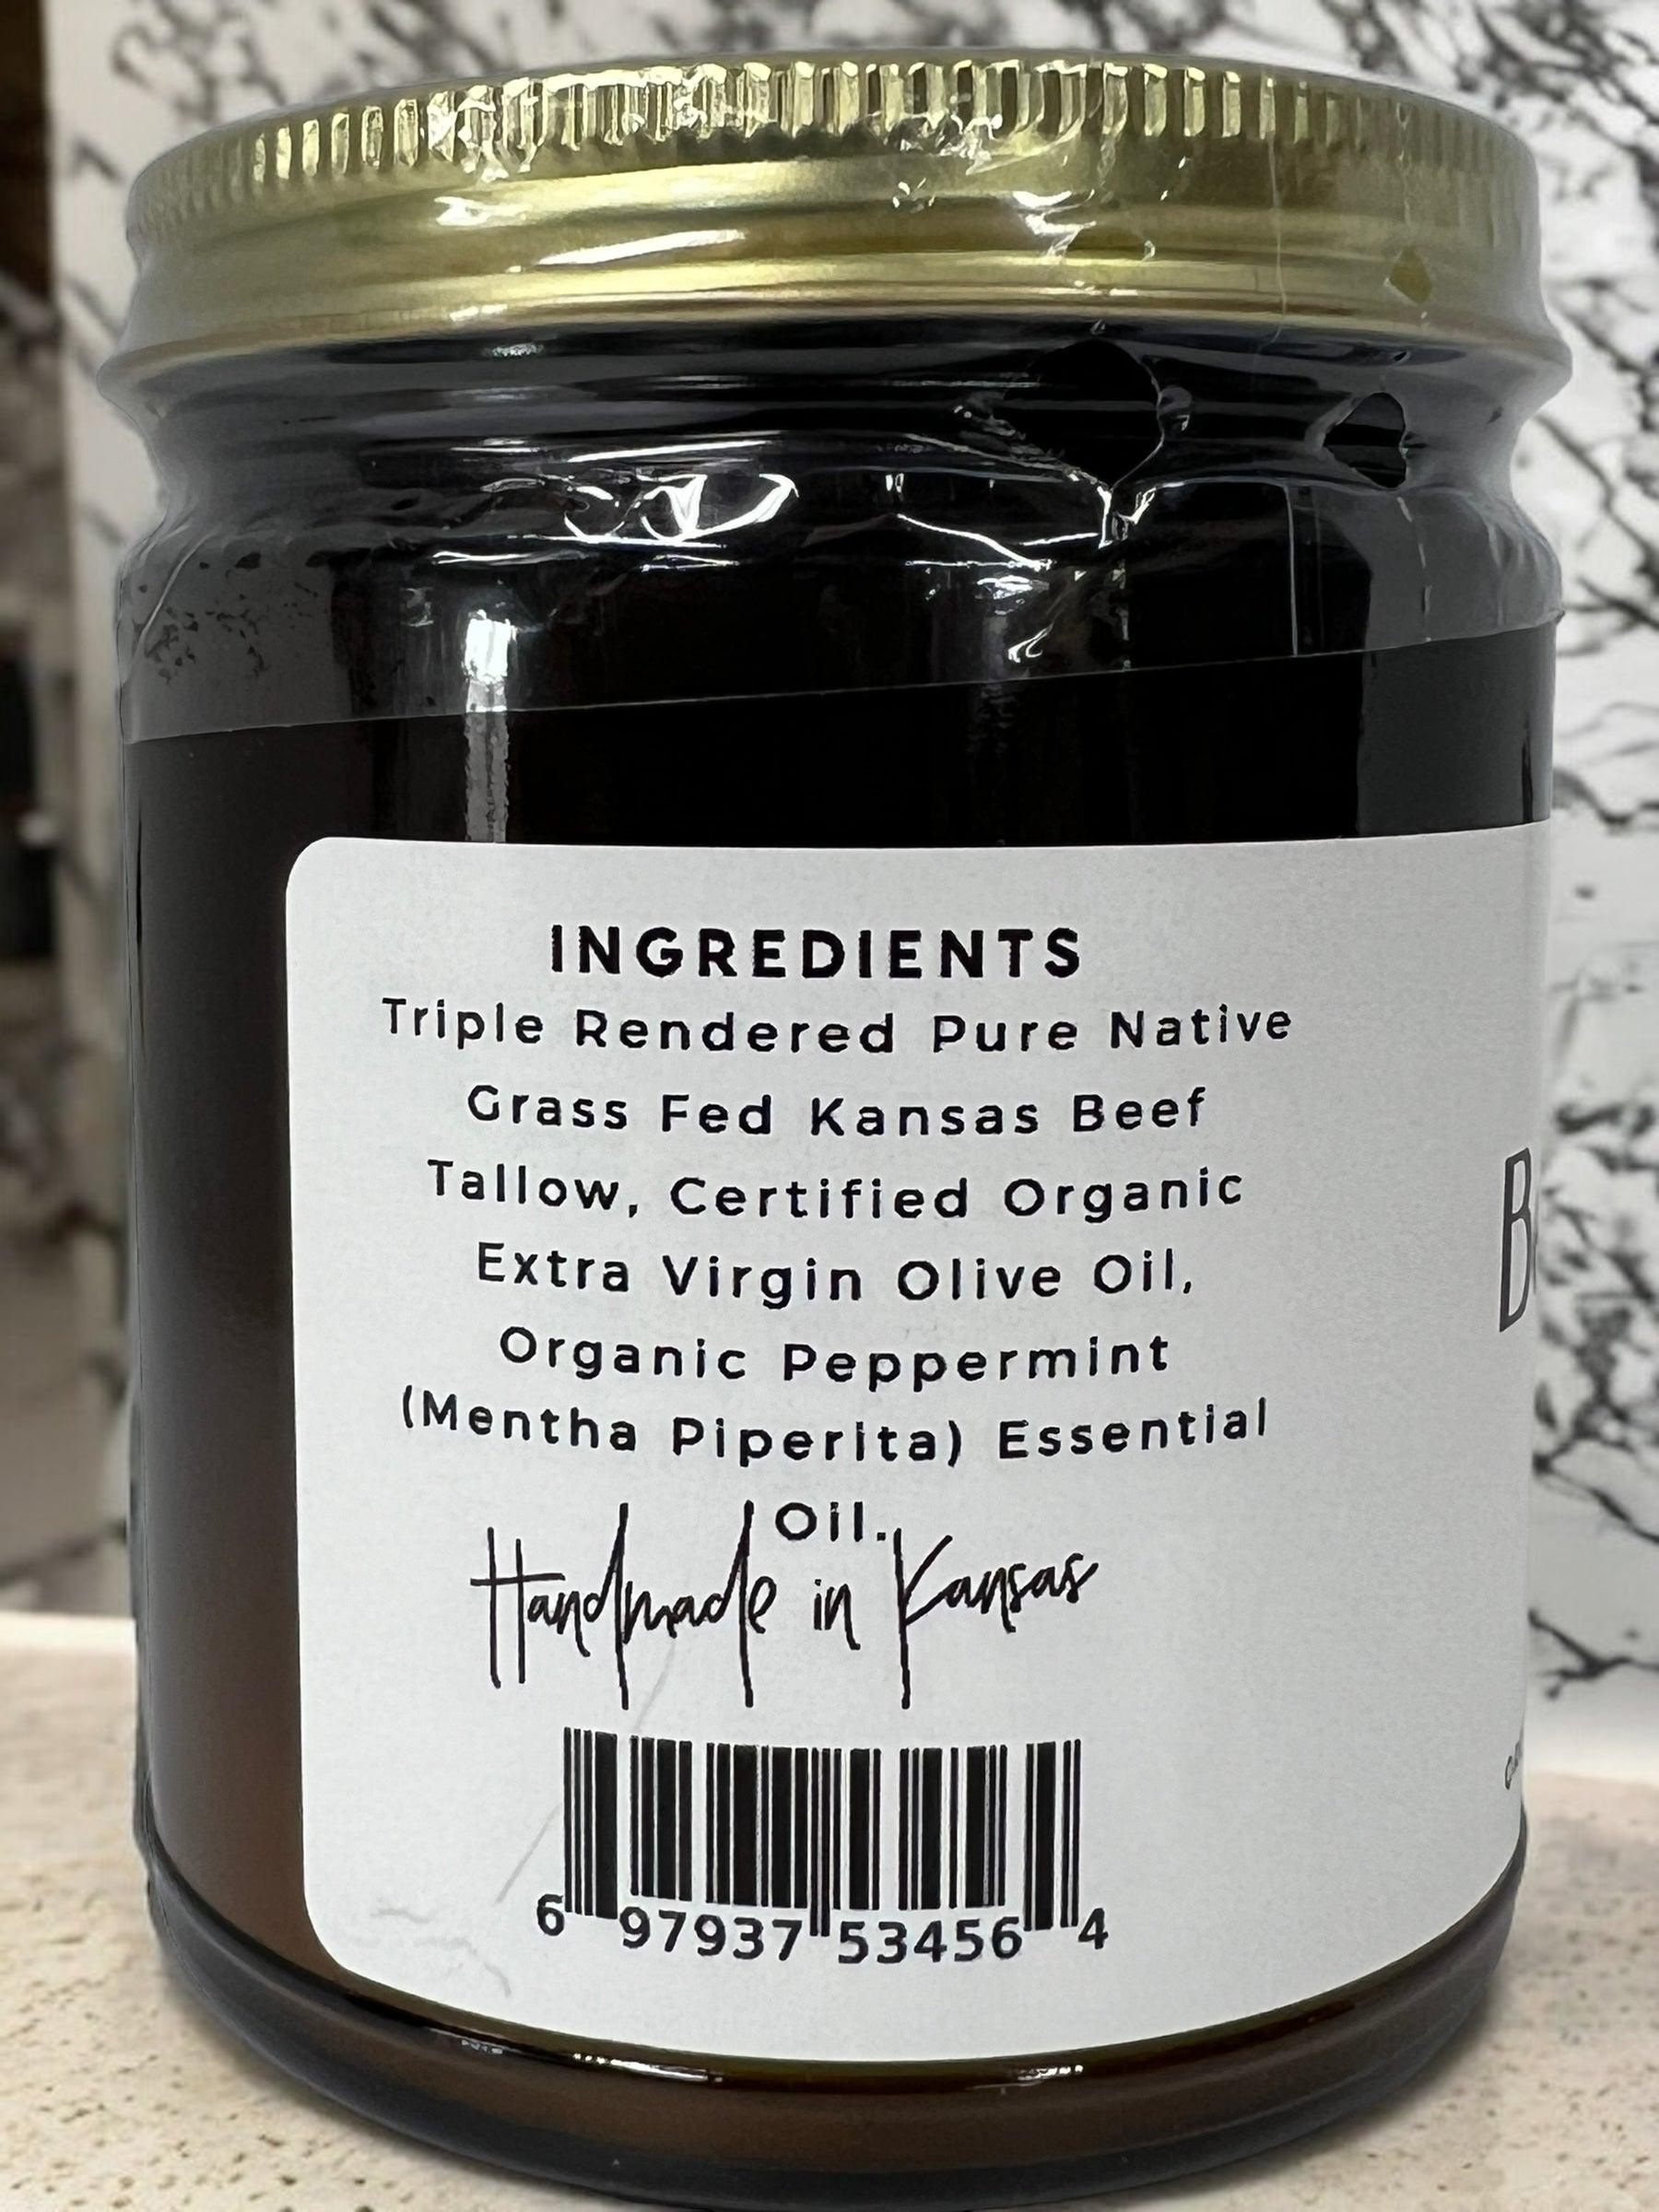 INGREDIENTS
Triple Rendered Pure Native
Grass Fed Kansas Beef
Tallow, Certified Organic
Extra Virgin Olive Oil,
Organic Peppermint
(Mentha Piperita) Essential
Oil.
Handmade in Kansas
6 97937 53456 4